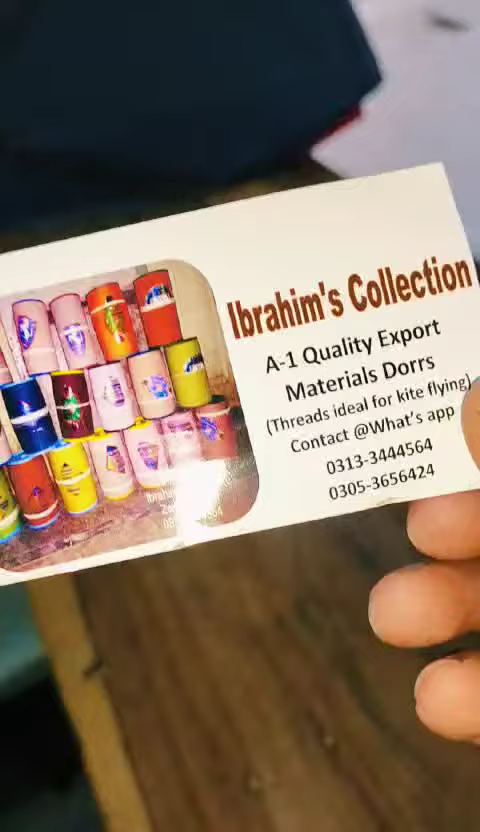 Ibrahim's Collection
A-1 Quality Export
Materials Dorrs
(Threads ideal for kite flying)
Contact @What's app
0313-3444564
0305-3656424